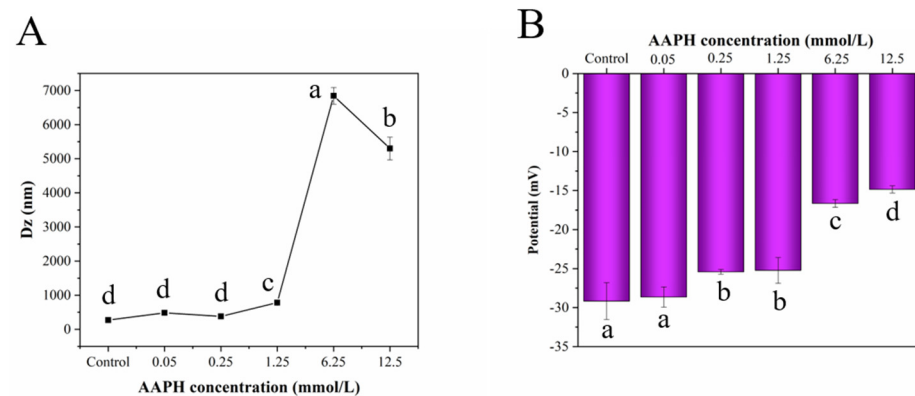 A
Dz (nm)
7000
6000
5000
4000
3000
2000
1000
0
a
b
c
d
d
d
Control 0.05 0.25 1.25 6.25 12.5
AAPH concentration (mmol/L)
B
AAPH concentration (mmol/L)
Control 0.05 0.25 1.25 6.25 12.5
Potential (mV)
0
-5
-10
-15
-20
-25
-30
-35
a
a
b
b
c
d